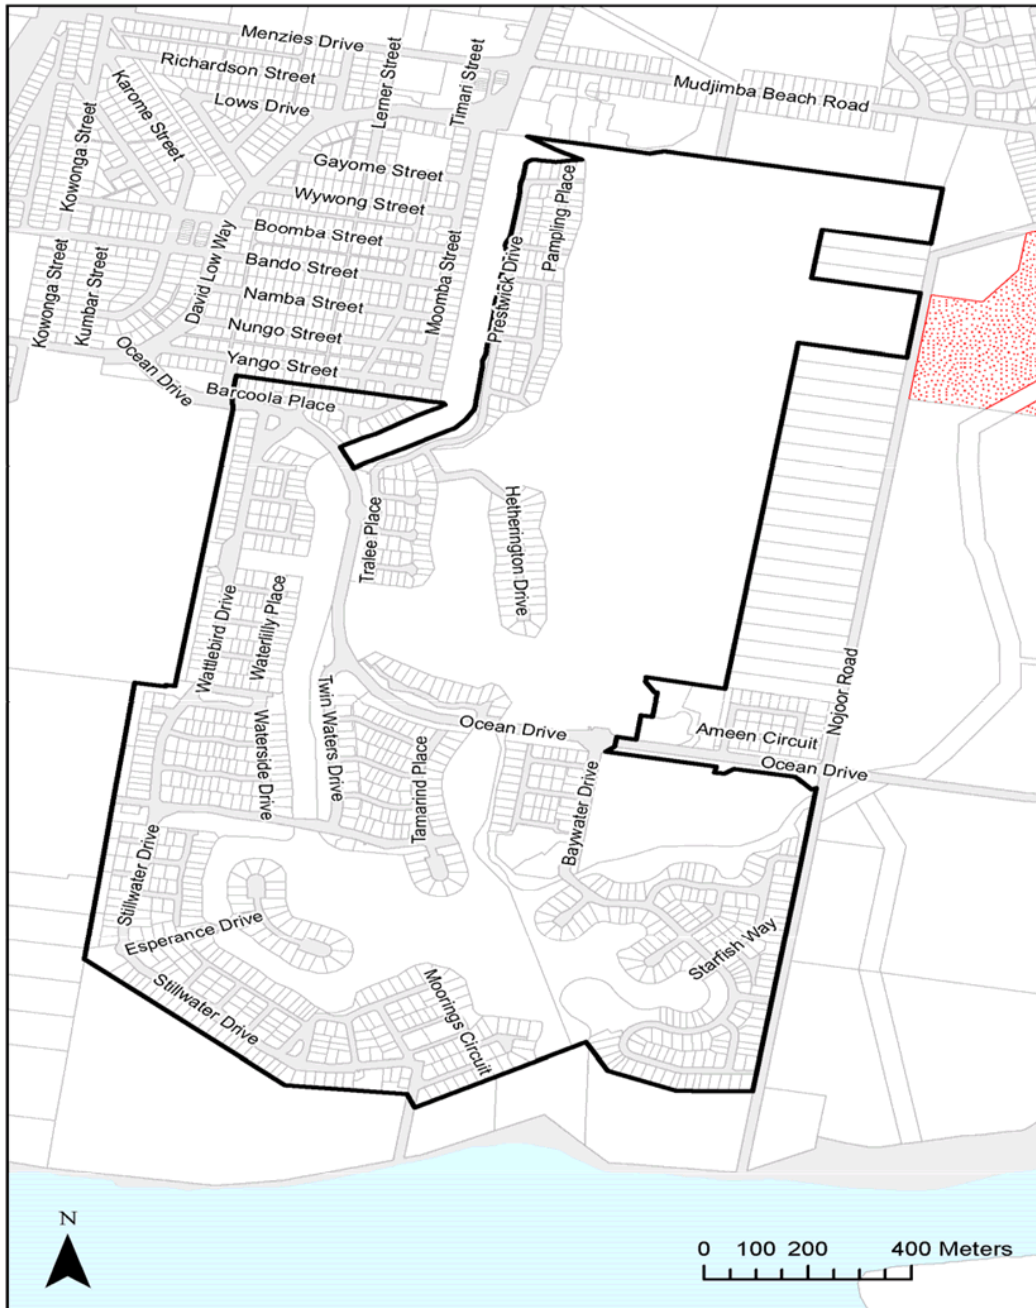 Menzies Drive
Richardson Street
Lows Drive
Karome Street
Kowonga Street
Lerner Street
Timari Street
Mudjimba Beach Road
Gayome Street
Wywong Street
Boomba Street
Bando Street
Namba Street
Nungo Street
Yango Street
Barcoola Place
David Low Way
Kowonga Street
Kumbar Street
Ocean Drive
Moomba Street
Prestwick Drive
Pampling Place
Tralee Place
Hetherington Drive
Wattlebird Drive
Waterlilly Place
Waterside Drive
Twin Waters Drive
Tamarind Place
Ocean Drive
Baywater Drive
Ameen Circuit
Ocean Drive
Nojoor Road
Stillwater Drive
Esperance Drive
Stillwater Drive
Moorings Circuit
Starfish Way
N
0 100 200 400 Meters